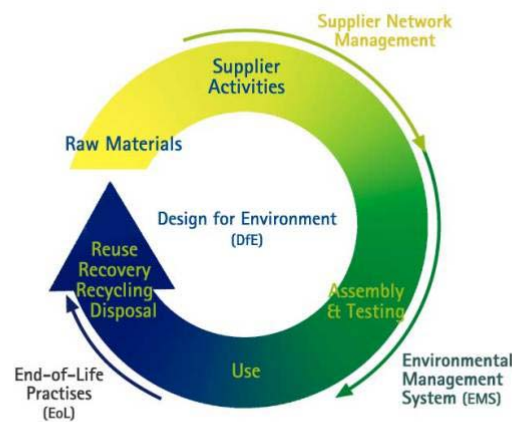 Supplier Network
Management
Supplier
Activities
Raw Materials
Design for Environment
(DfE)
Reuse
Recovery
Recycling
Disposal
Assembly
& Testing
Use
End-of-Life
Practises
(EoL)
Environmental
Management
System (EMS)